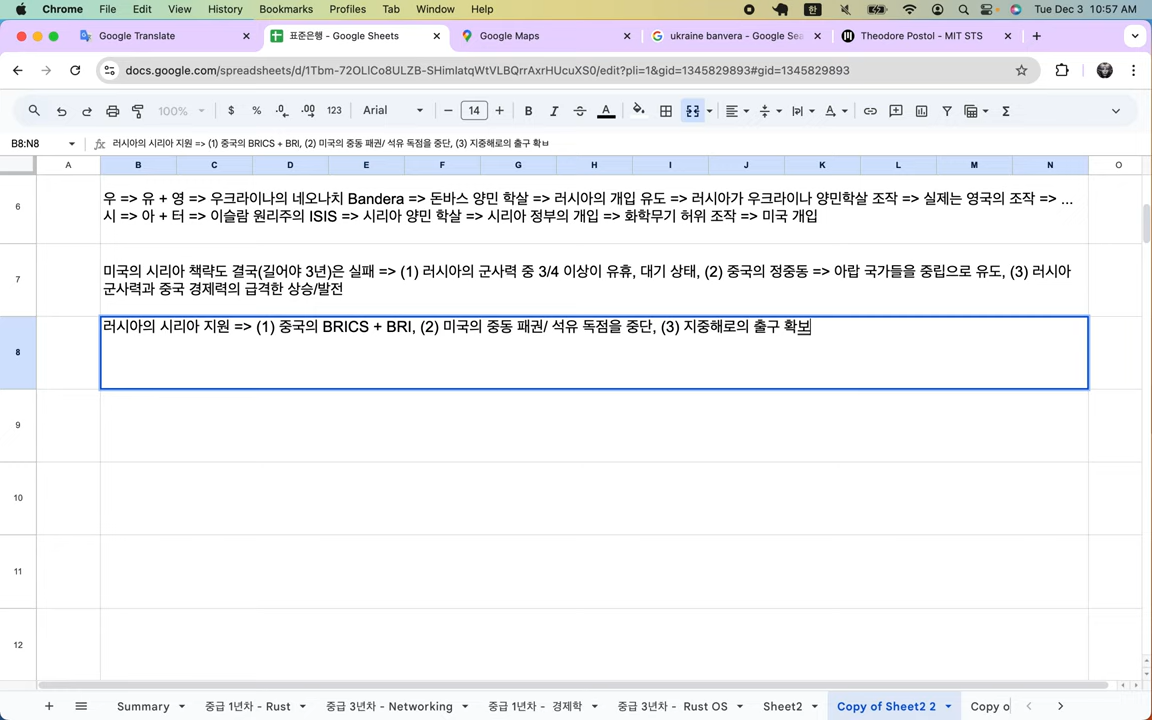 Chrome File Edit View History Bookmarks Profiles Tab Window Help 한 Tue Dec 3 10:57 AM
Google Translate 표준은행 - Google Sheets Google Maps ukraine banvera - Google Sea Theodore Postol - MIT STS
docs.google.com/spreadsheets/d/1Tbm-72OLlCo8ULZB-SHimlatqWtVLBQrrAxrHUcuXS0/edit?pli=1&gid=1345829893#gid=1345829893
100% $ % .0 .00 123 Arial 14 B I A Σ
B8:N8 fx 러시아의 시리아 지원 => (1) 중국의 BRICS + BRI, (2) 미국의 중동 패권/ 석유 독점을 중단, (3) 지중해로의 출구 확보
A B C D E F G H I J K L M N O
6
우 => 유 + 영 => 우크라이나의 네오나치 Bandera => 돈바스 양민 학살 => 러시아의 개입 유도 => 러시아가 우크라이나 양민학살 조작 => 실제는 영국의 조작 => ...
시 => 아 + 터 => 이슬람 원리주의 ISIS => 시리아 양민 학살 => 시리아 정부의 개입 => 화학무기 허위 조작 => 미국 개입
7
미국의 시리아 책략도 결국(길어야 3년)은 실패 => (1) 러시아의 군사력 중 3/4 이상이 유휴, 대기 상태, (2) 중국의 정중동 => 아랍 국가들을 중립으로 유도, (3) 러시아
군사력과 중국 경제력의 급격한 상승/발전
8
러시아의 시리아 지원 => (1) 중국의 BRICS + BRI, (2) 미국의 중동 패권/ 석유 독점을 중단, (3) 지중해로의 출구 확보
9
10
11
12
Summary 중급 1년차 - Rust 중급 3년차 - Networking 중급 1년차 - 경제학 중급 3년차 - Rust OS Sheet2 Copy of Sheet2 2 Copy o